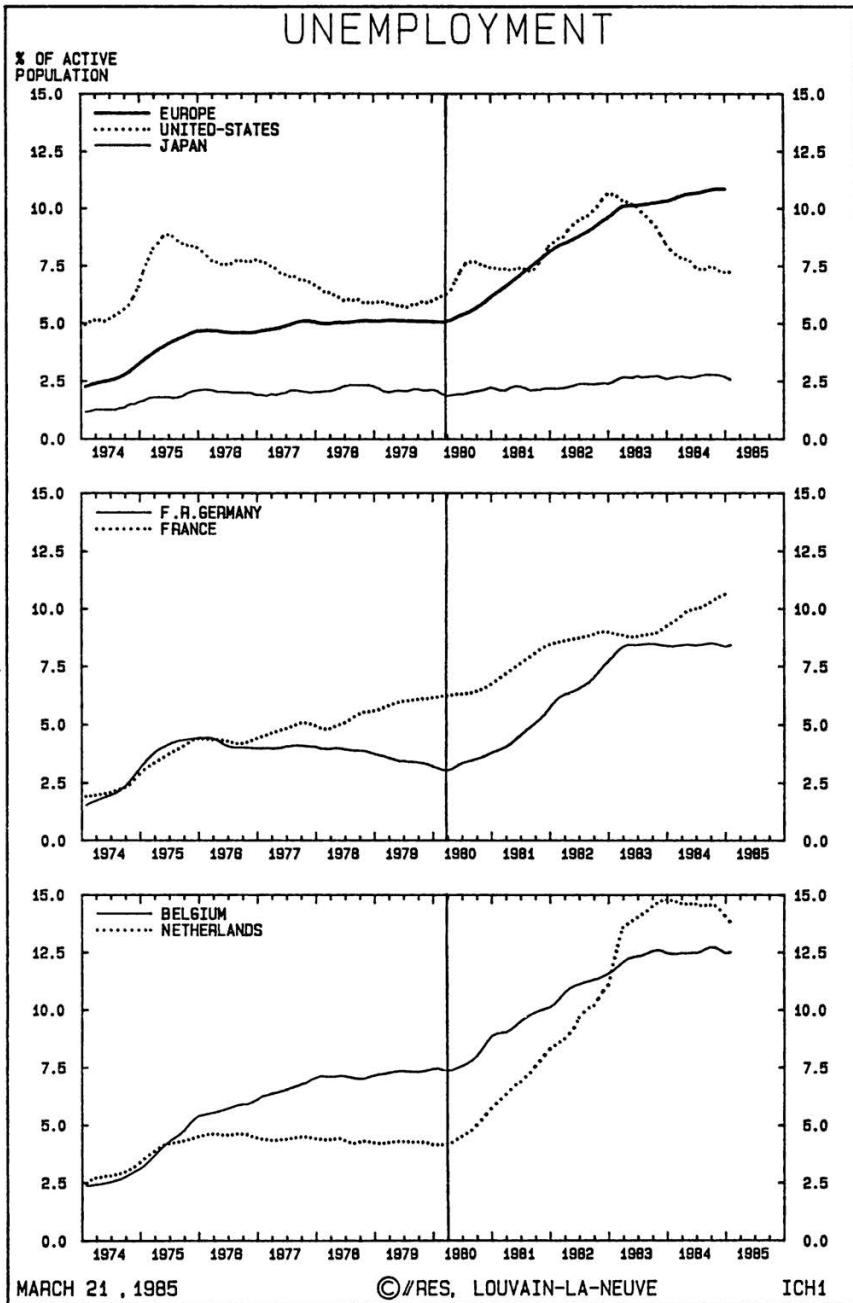 UNEMPLOYMENT
% OF ACTIVE
POPULATION
15.0 15.0
EUROPE
UNITED-STATES
JAPAN
12.5 12.5
10.0 10.0
7.5 7.5
5.0 5.0
2.5 2.5
0.0 0.0
1974 1975 1976 1977 1978 1979 1980 1981 1982 1983 1984 1985
15.0 15.0
F.R.GERMANY
FRANCE
12.5 12.5
10.0 10.0
7.5 7.5
5.0 5.0
2.5 2.5
0.0 0.0
1974 1975 1976 1977 1978 1979 1980 1981 1982 1983 1984 1985
15.0 15.0
BELGIUM
NETHERLANDS
12.5 12.5
10.0 10.0
7.5 7.5
5.0 5.0
2.5 2.5
0.0 0.0
1974 1975 1976 1977 1978 1979 1980 1981 1982 1983 1984 1985
MARCH 21 , 1985 ©//RES, LOUVAIN-LA-NEUVE ICH1